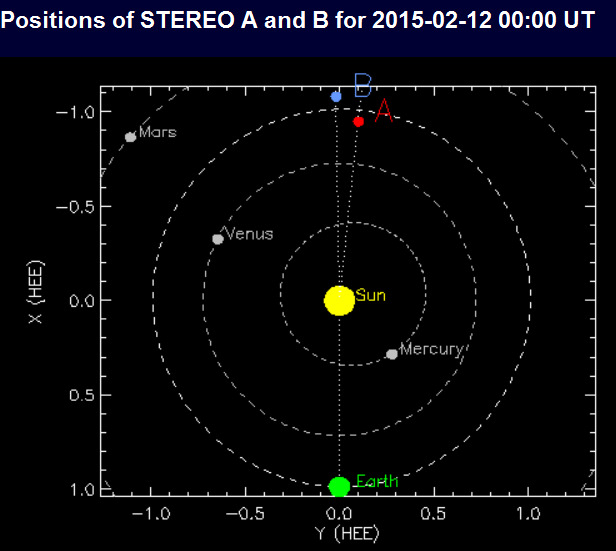 Positions of STEREO A and B for 2015-02-12 00:00 UT
B
A
-1.0
Mars
-0.5
Venus
X (HEE)
0.0
Sun
Mercury
0.5
Earth
1.0
-1.0 -0.5 0.0 0.5 1.0
Y (HEE)